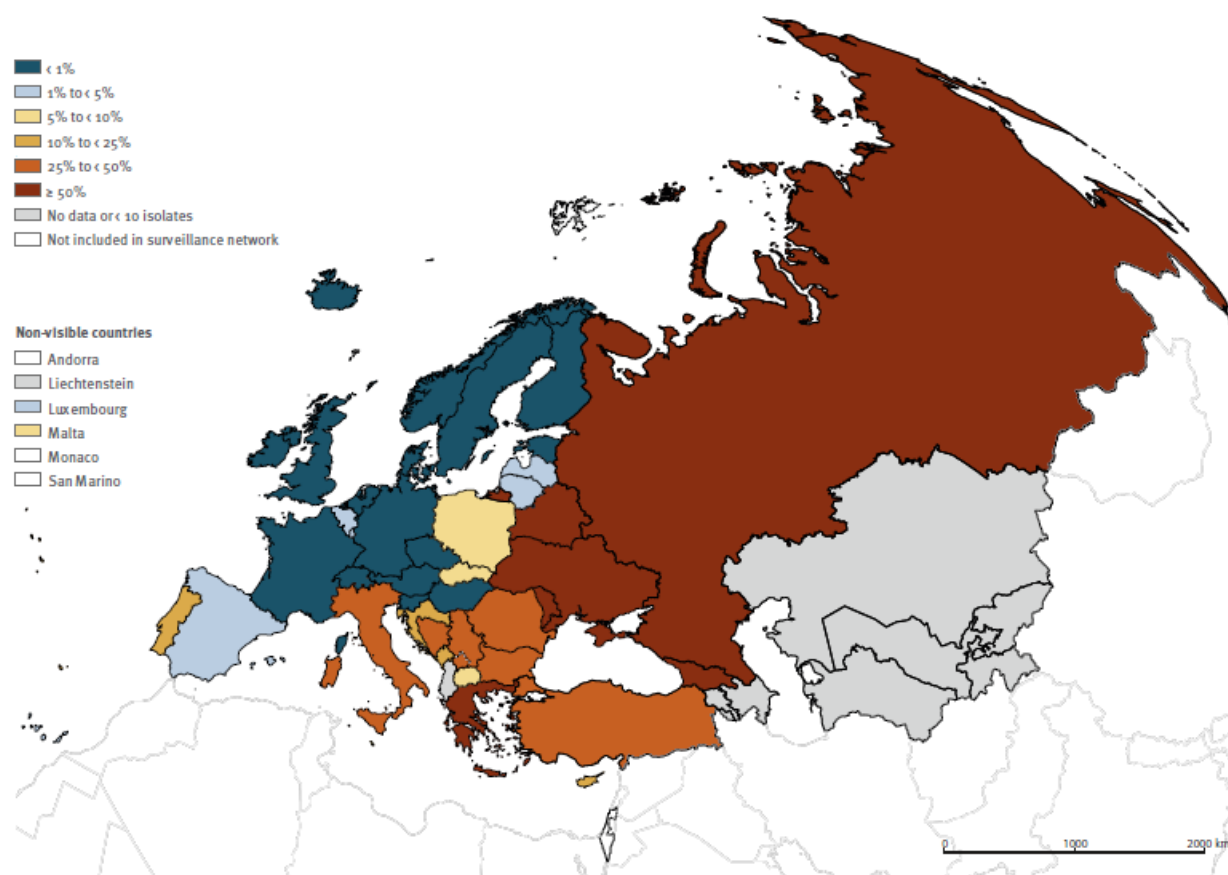 < 1%
1% to < 5%
5% to < 10%
10% to < 25%
25% to < 50%
≥ 50%
No data or < 10 isolates
Not included in surveillance network
Non-visible countries
Andorra
Liechtenstein
Luxembourg
Malta
Monaco
San Marino
0 1000 2000 km